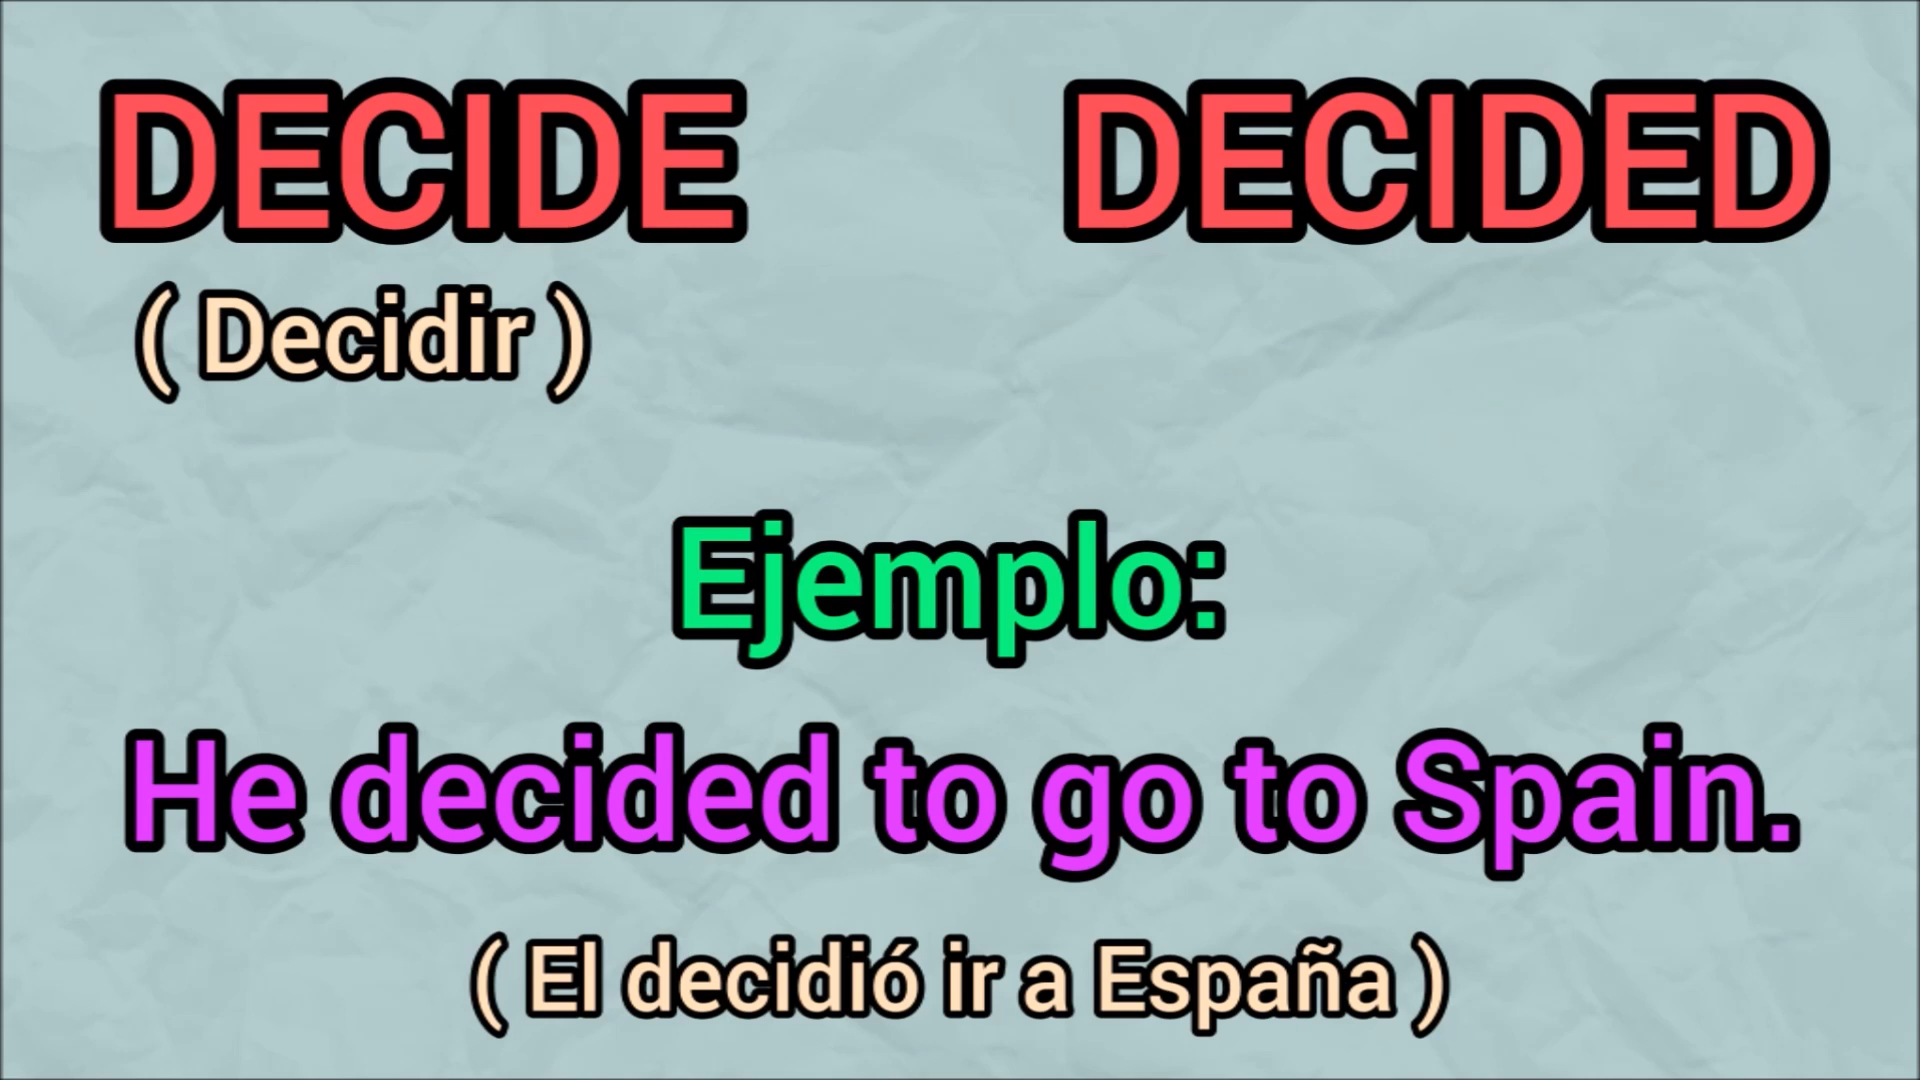 DECIDE DECIDED
( Decidir )
Ejemplo:
He decided to go to Spain.
( El decidió ir a España )